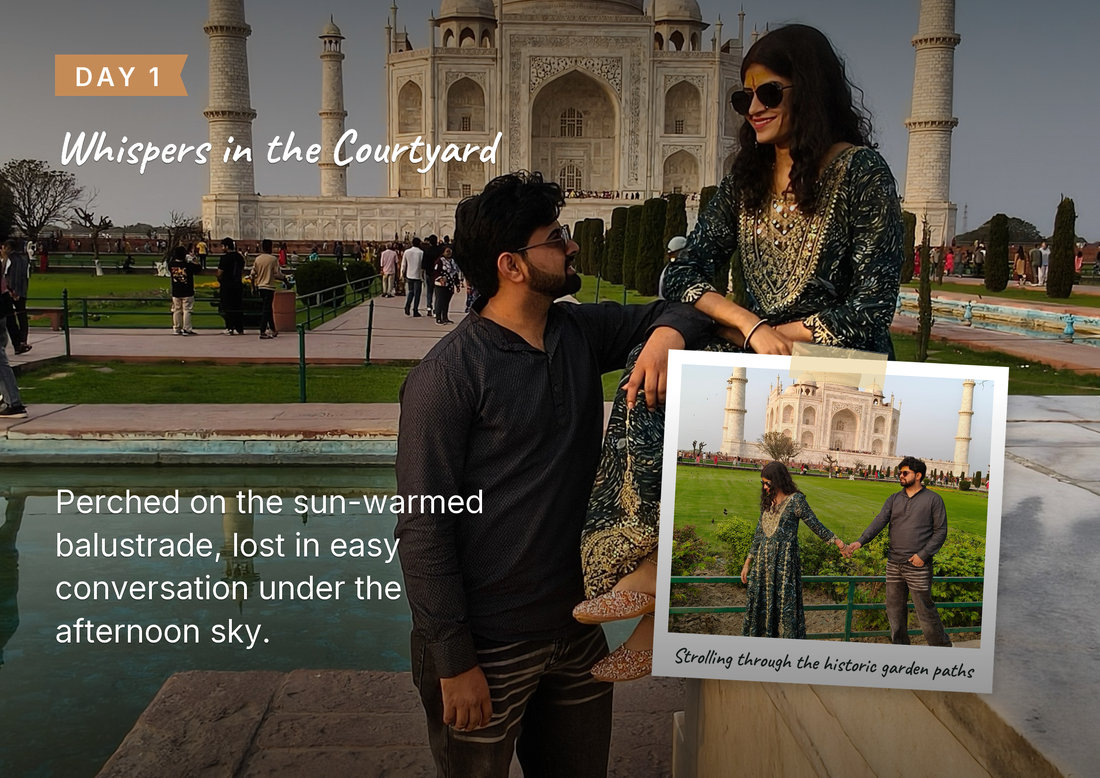 DAY 1
Whispers in the Courtyard
Perched on the sun-warmed
balustrade, lost in easy
conversation under the
afternoon sky.
Strolling through the historic garden paths